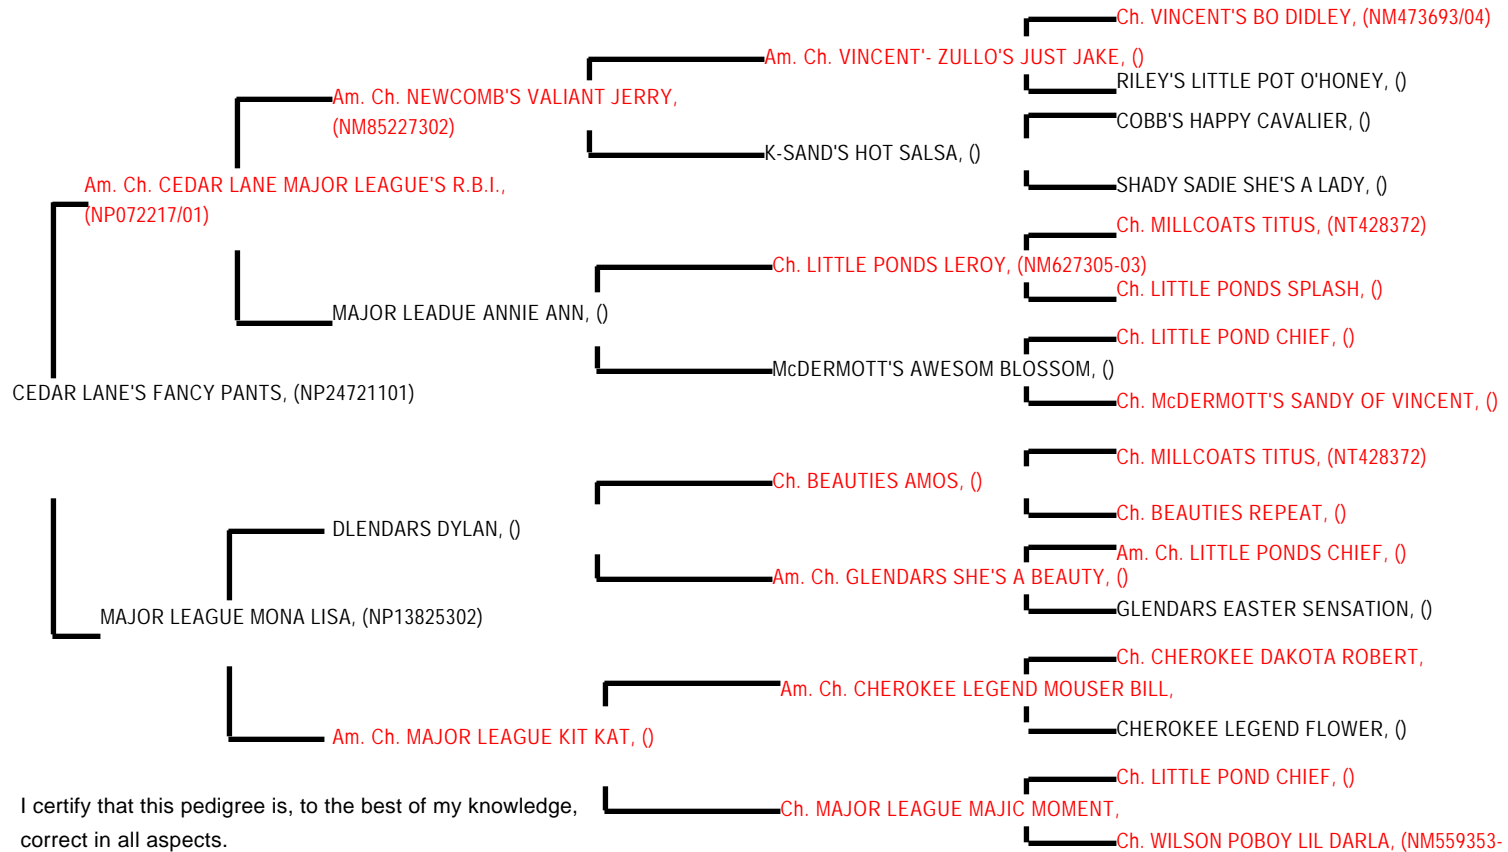 Ch. VINCENT'S BO DIDLEY, (NM473693/04)
Am. Ch. VINCENT'- ZULLO'S JUST JAKE, ()
RILEY'S LITTLE POT O'HONEY, ()
Am. Ch. NEWCOMB'S VALIANT JERRY,
(NM85227302)
COBB'S HAPPY CAVALIER, ()
K-SAND'S HOT SALSA, ()
SHADY SADIE SHE'S A LADY, ()
Am. Ch. CEDAR LANE MAJOR LEAGUE'S R.B.I.,
(NP072217/01)
Ch. MILLCOATS TITUS, (NT428372)
Ch. LITTLE PONDS LEROY, (NM627305-03)
Ch. LITTLE PONDS SPLASH, ()
MAJOR LEADUE ANNIE ANN, ()
Ch. LITTLE POND CHIEF, ()
McDERMOTT'S AWESOM BLOSSOM, ()
Ch. McDERMOTT'S SANDY OF VINCENT, ()
CEDAR LANE'S FANCY PANTS, (NP24721101)
Ch. MILLCOATS TITUS, (NT428372)
Ch. BEAUTIES AMOS, ()
Ch. BEAUTIES REPEAT, ()
DLENDARS DYLAN, ()
Am. Ch. LITTLE PONDS CHIEF, ()
Am. Ch. GLENDARS SHE'S A BEAUTY, ()
GLENDARS EASTER SENSATION, ()
MAJOR LEAGUE MONA LISA, (NP13825302)
Ch. CHEROKEE DAKOTA ROBERT,
Am. Ch. CHEROKEE LEGEND MOUSER BILL,
CHEROKEE LEGEND FLOWER, ()
Am. Ch. MAJOR LEAGUE KIT KAT, ()
Ch. LITTLE POND CHIEF, ()
Ch. MAJOR LEAGUE MAJIC MOMENT,
Ch. WILSON POBOY LIL DARLA, (NM559353-
I certify that this pedigree is, to the best of my knowledge,
correct in all aspects.